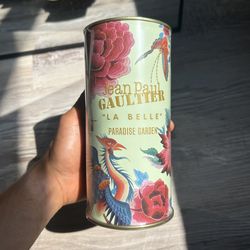 Jean Paul
GAULTIER
"LA BELLE"
PARADISE GARDEN